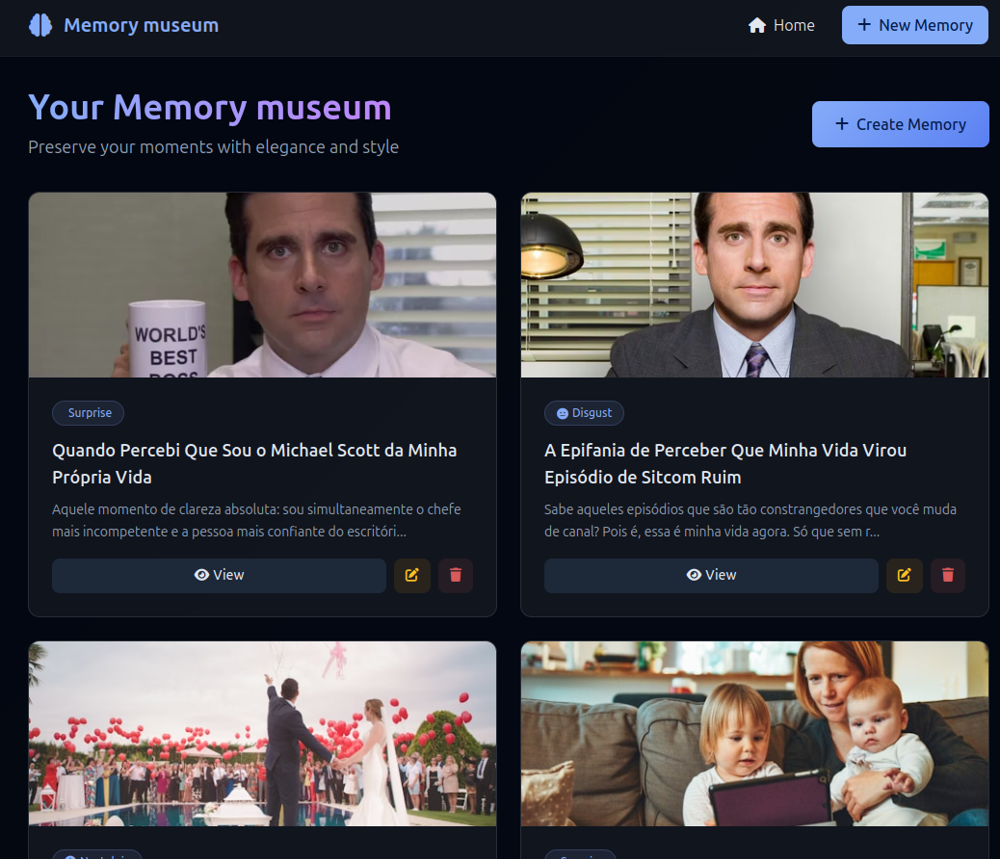 Memory museum
Home
New Memory
Your Memory museum
Preserve your moments with elegance and style
Create Memory
WORLD'S
BEST
BOSS
Surprise
Quando Percebi Que Sou o Michael Scott da Minha
Própria Vida
Aquele momento de clareza absoluta: sou simultaneamente o chefe
mais incompetente e a pessoa mais confiante do escritóri...
View
Disgust
A Epifania de Perceber Que Minha Vida Virou
Episódio de Sitcom Ruim
Sabe aqueles episódios que são tão constrangedores que você muda
de canal? Pois é, essa é minha vida agora. Só que sem r...
View